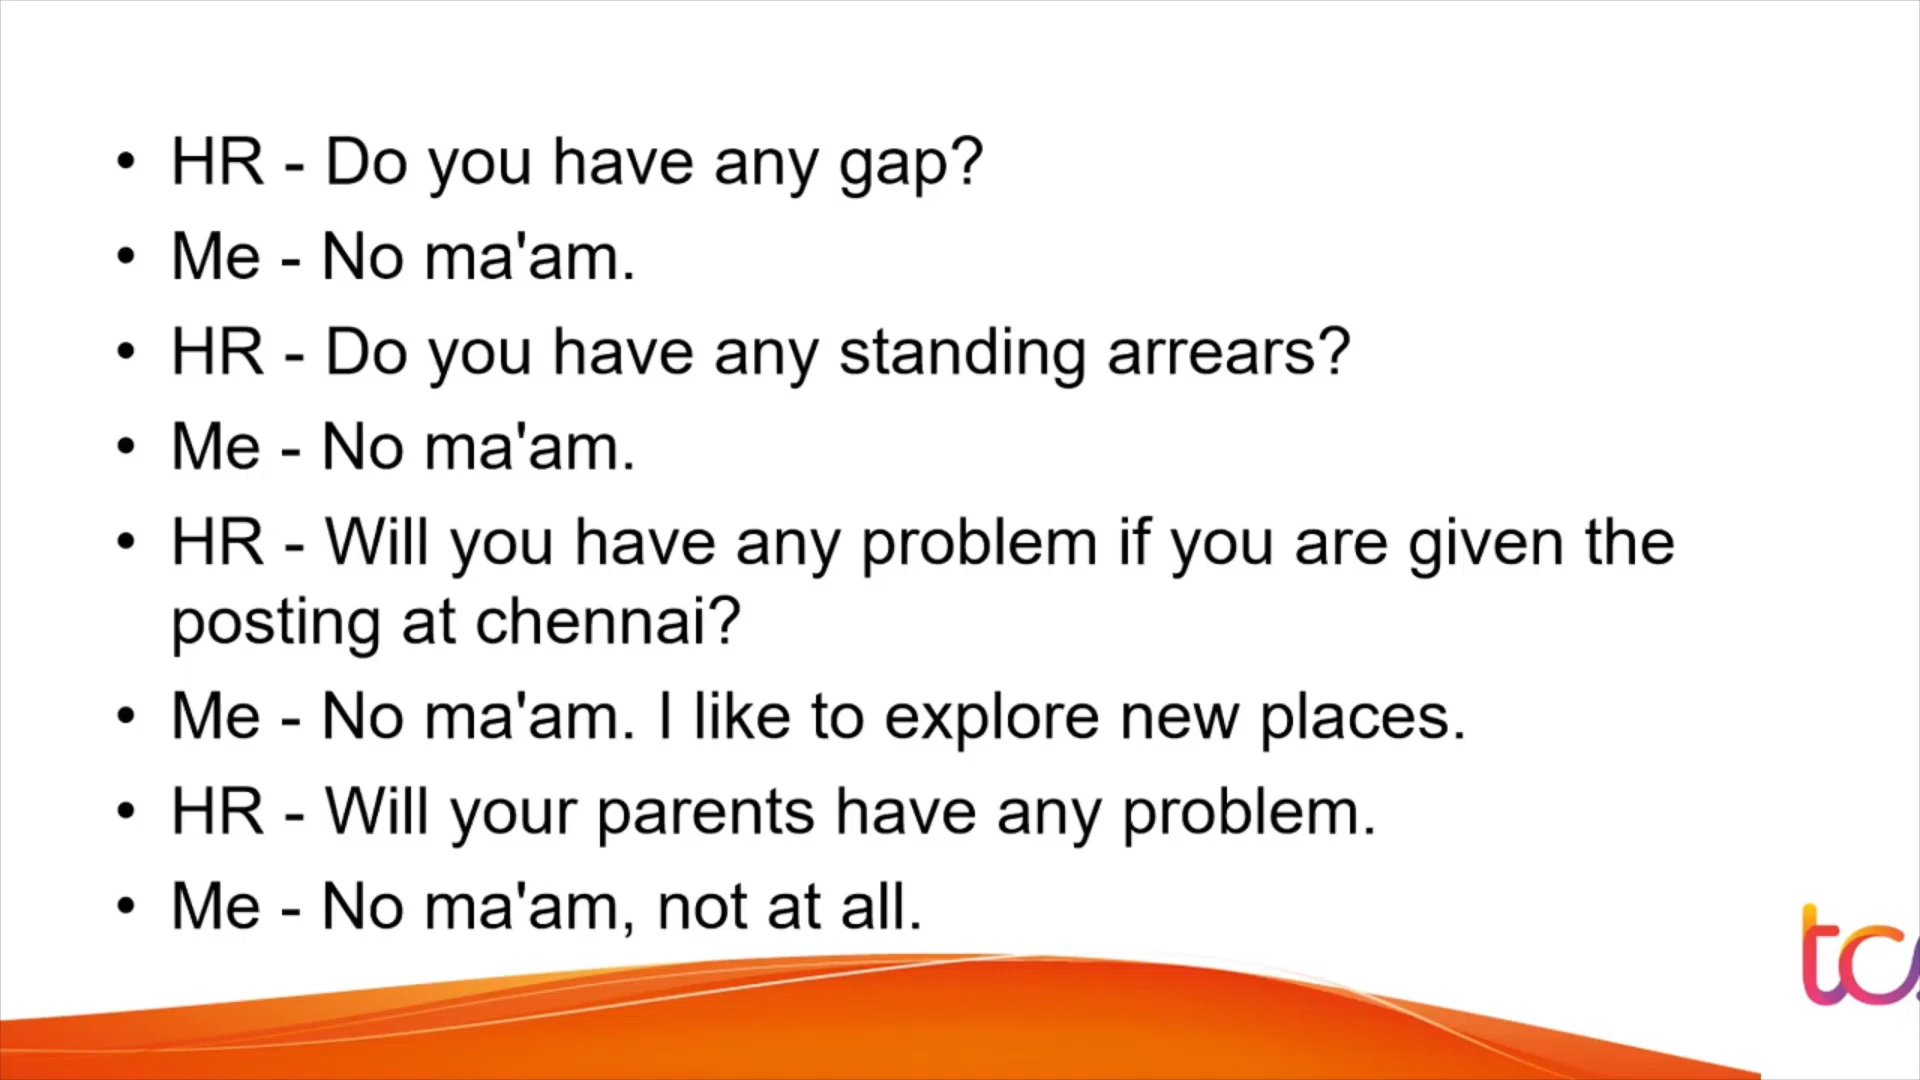 • HR - Do you have any gap?
• Me - No ma'am.
• HR - Do you have any standing arrears?
• Me - No ma'am.
• HR - Will you have any problem if you are given the
posting at chennai?
• Me - No ma'am. I like to explore new places.
• HR - Will your parents have any problem.
• Me - No ma'am, not at all.